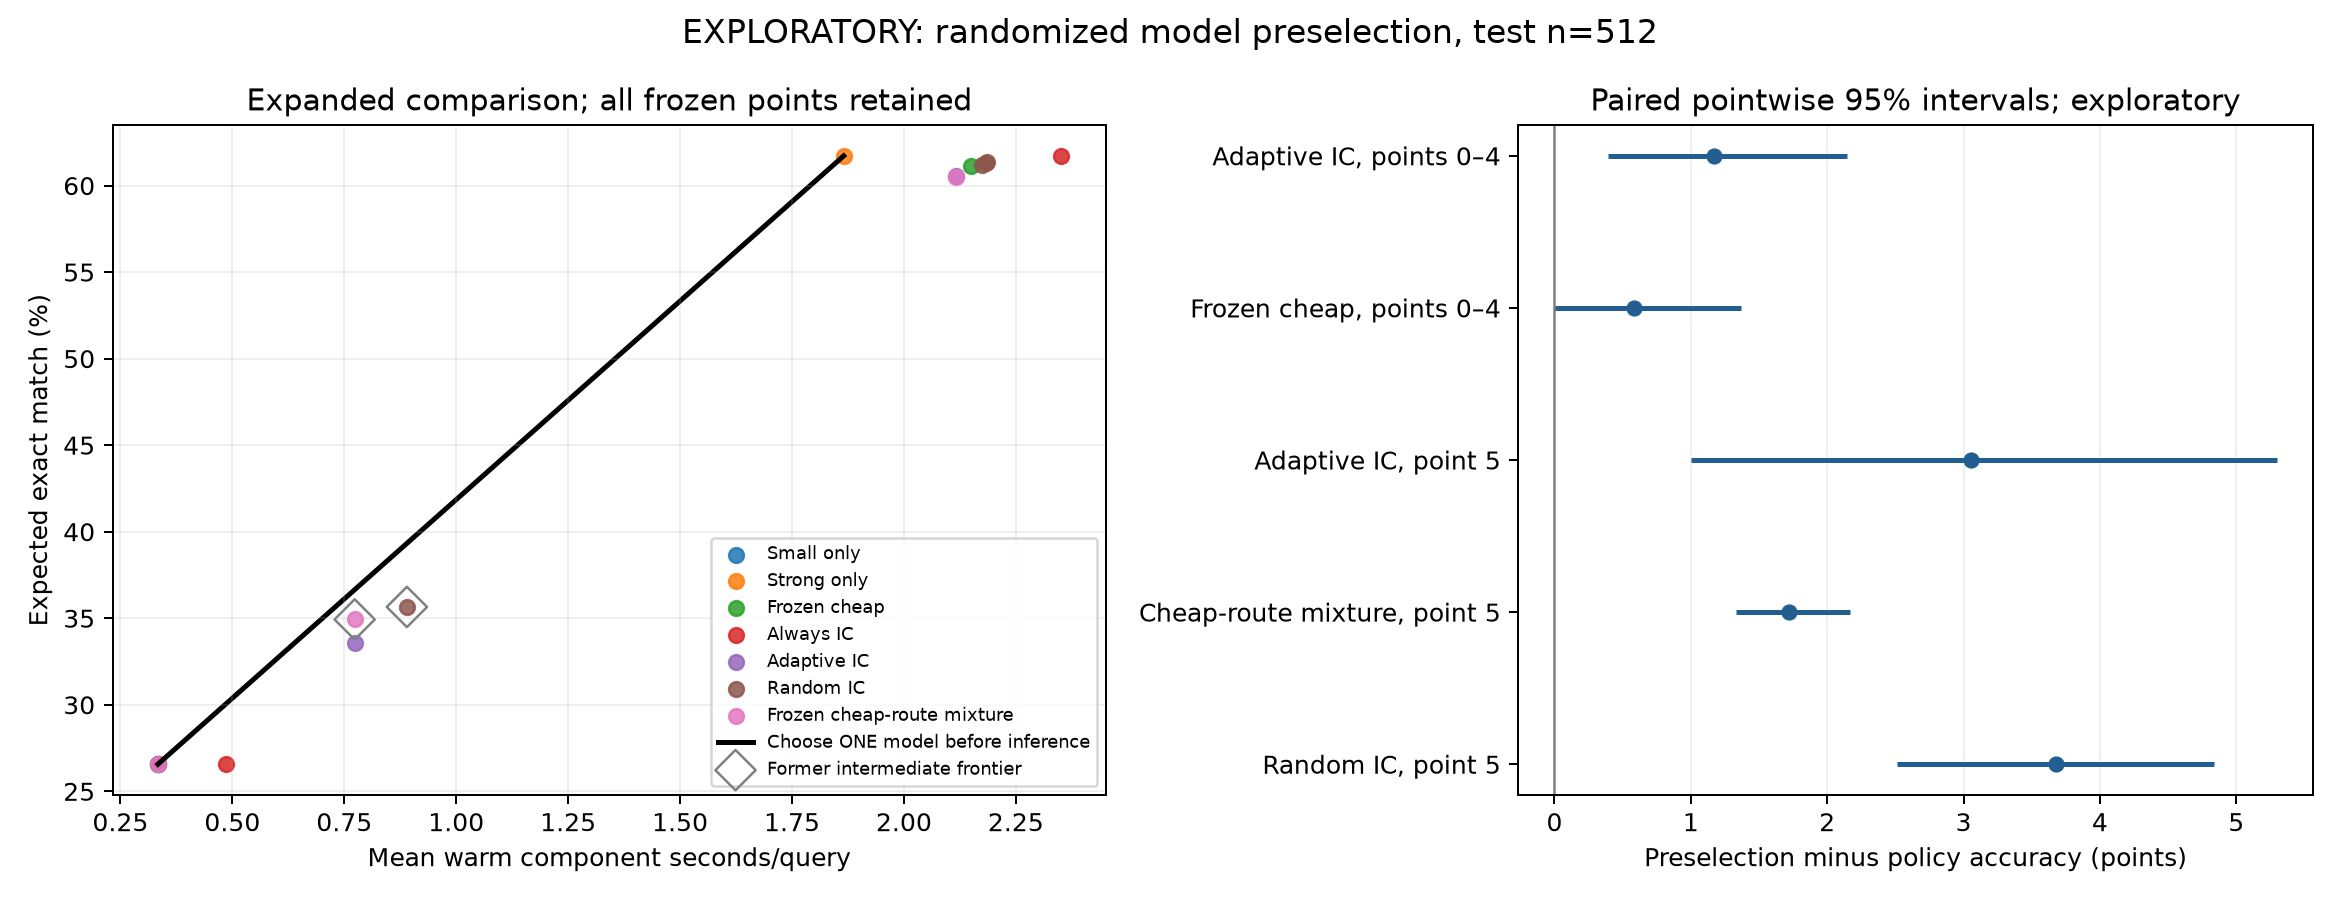 EXPLORATORY: randomized model preselection, test n=512
Expanded comparison; all frozen points retained
Expected exact match (%)
60
55
50
45
40
35
30
25
0.25 0.50 0.75 1.00 1.25 1.50 1.75 2.00 2.25
Mean warm component seconds/query
Small only
Strong only
Frozen cheap
Always IC
Adaptive IC
Random IC
Frozen cheap-route mixture
Choose ONE model before inference
Former intermediate frontier
Paired pointwise 95% intervals; exploratory
Adaptive IC, points 0–4
Frozen cheap, points 0–4
Adaptive IC, point 5
Cheap-route mixture, point 5
Random IC, point 5
0 1 2 3 4 5
Preselection minus policy accuracy (points)